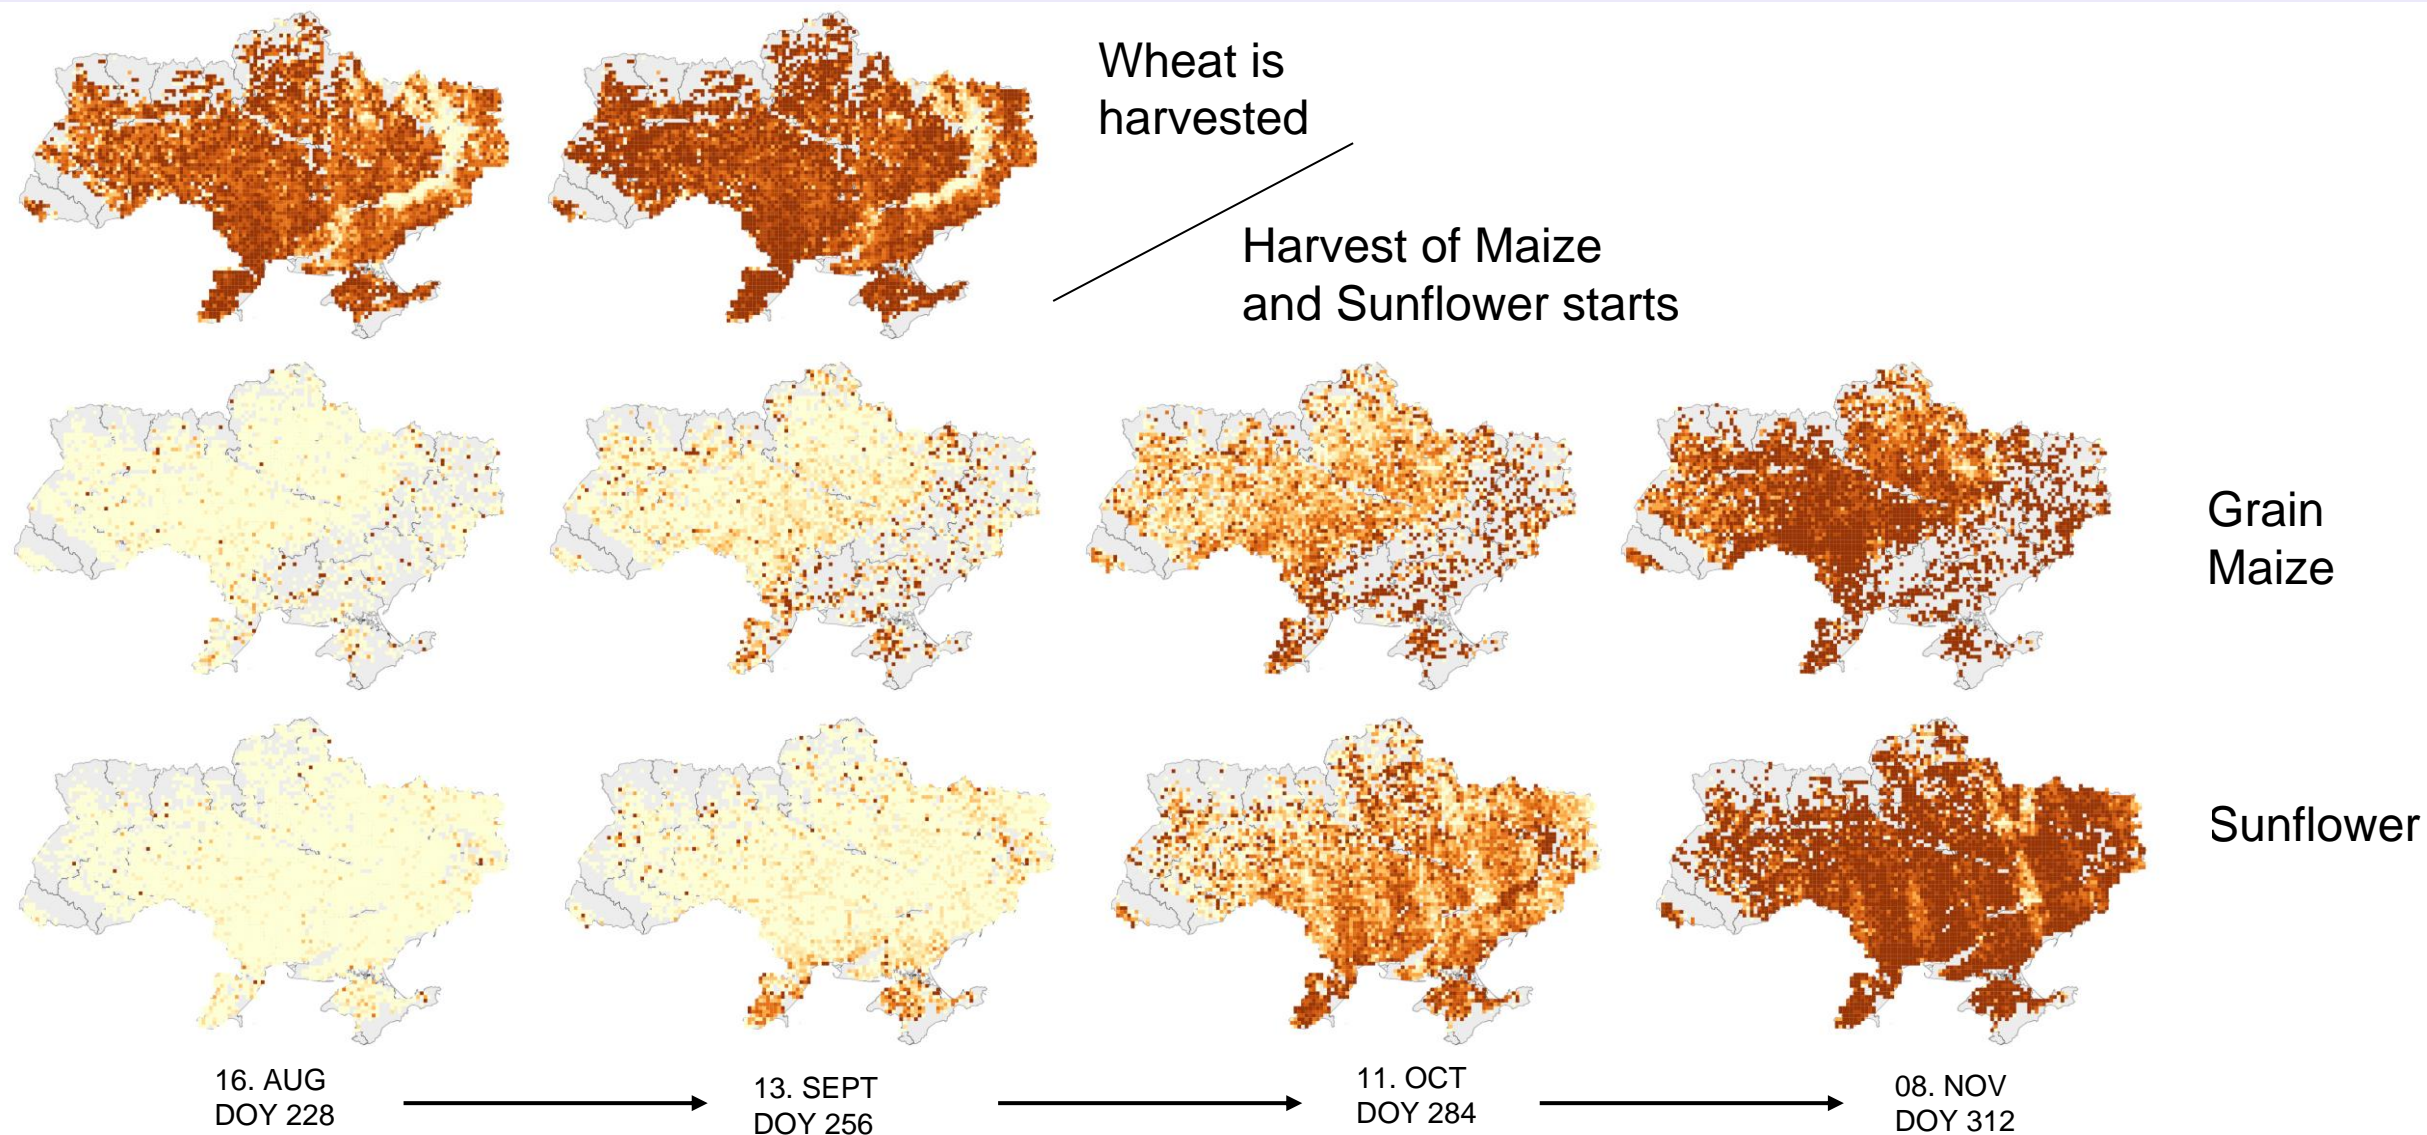 Wheat is
harvested
Harvest of Maize
and Sunflower starts
Grain
Maize
Sunflower
16. AUG
DOY 228
13. SEPT
DOY 256
11. OCT
DOY 284
08. NOV
DOY 312